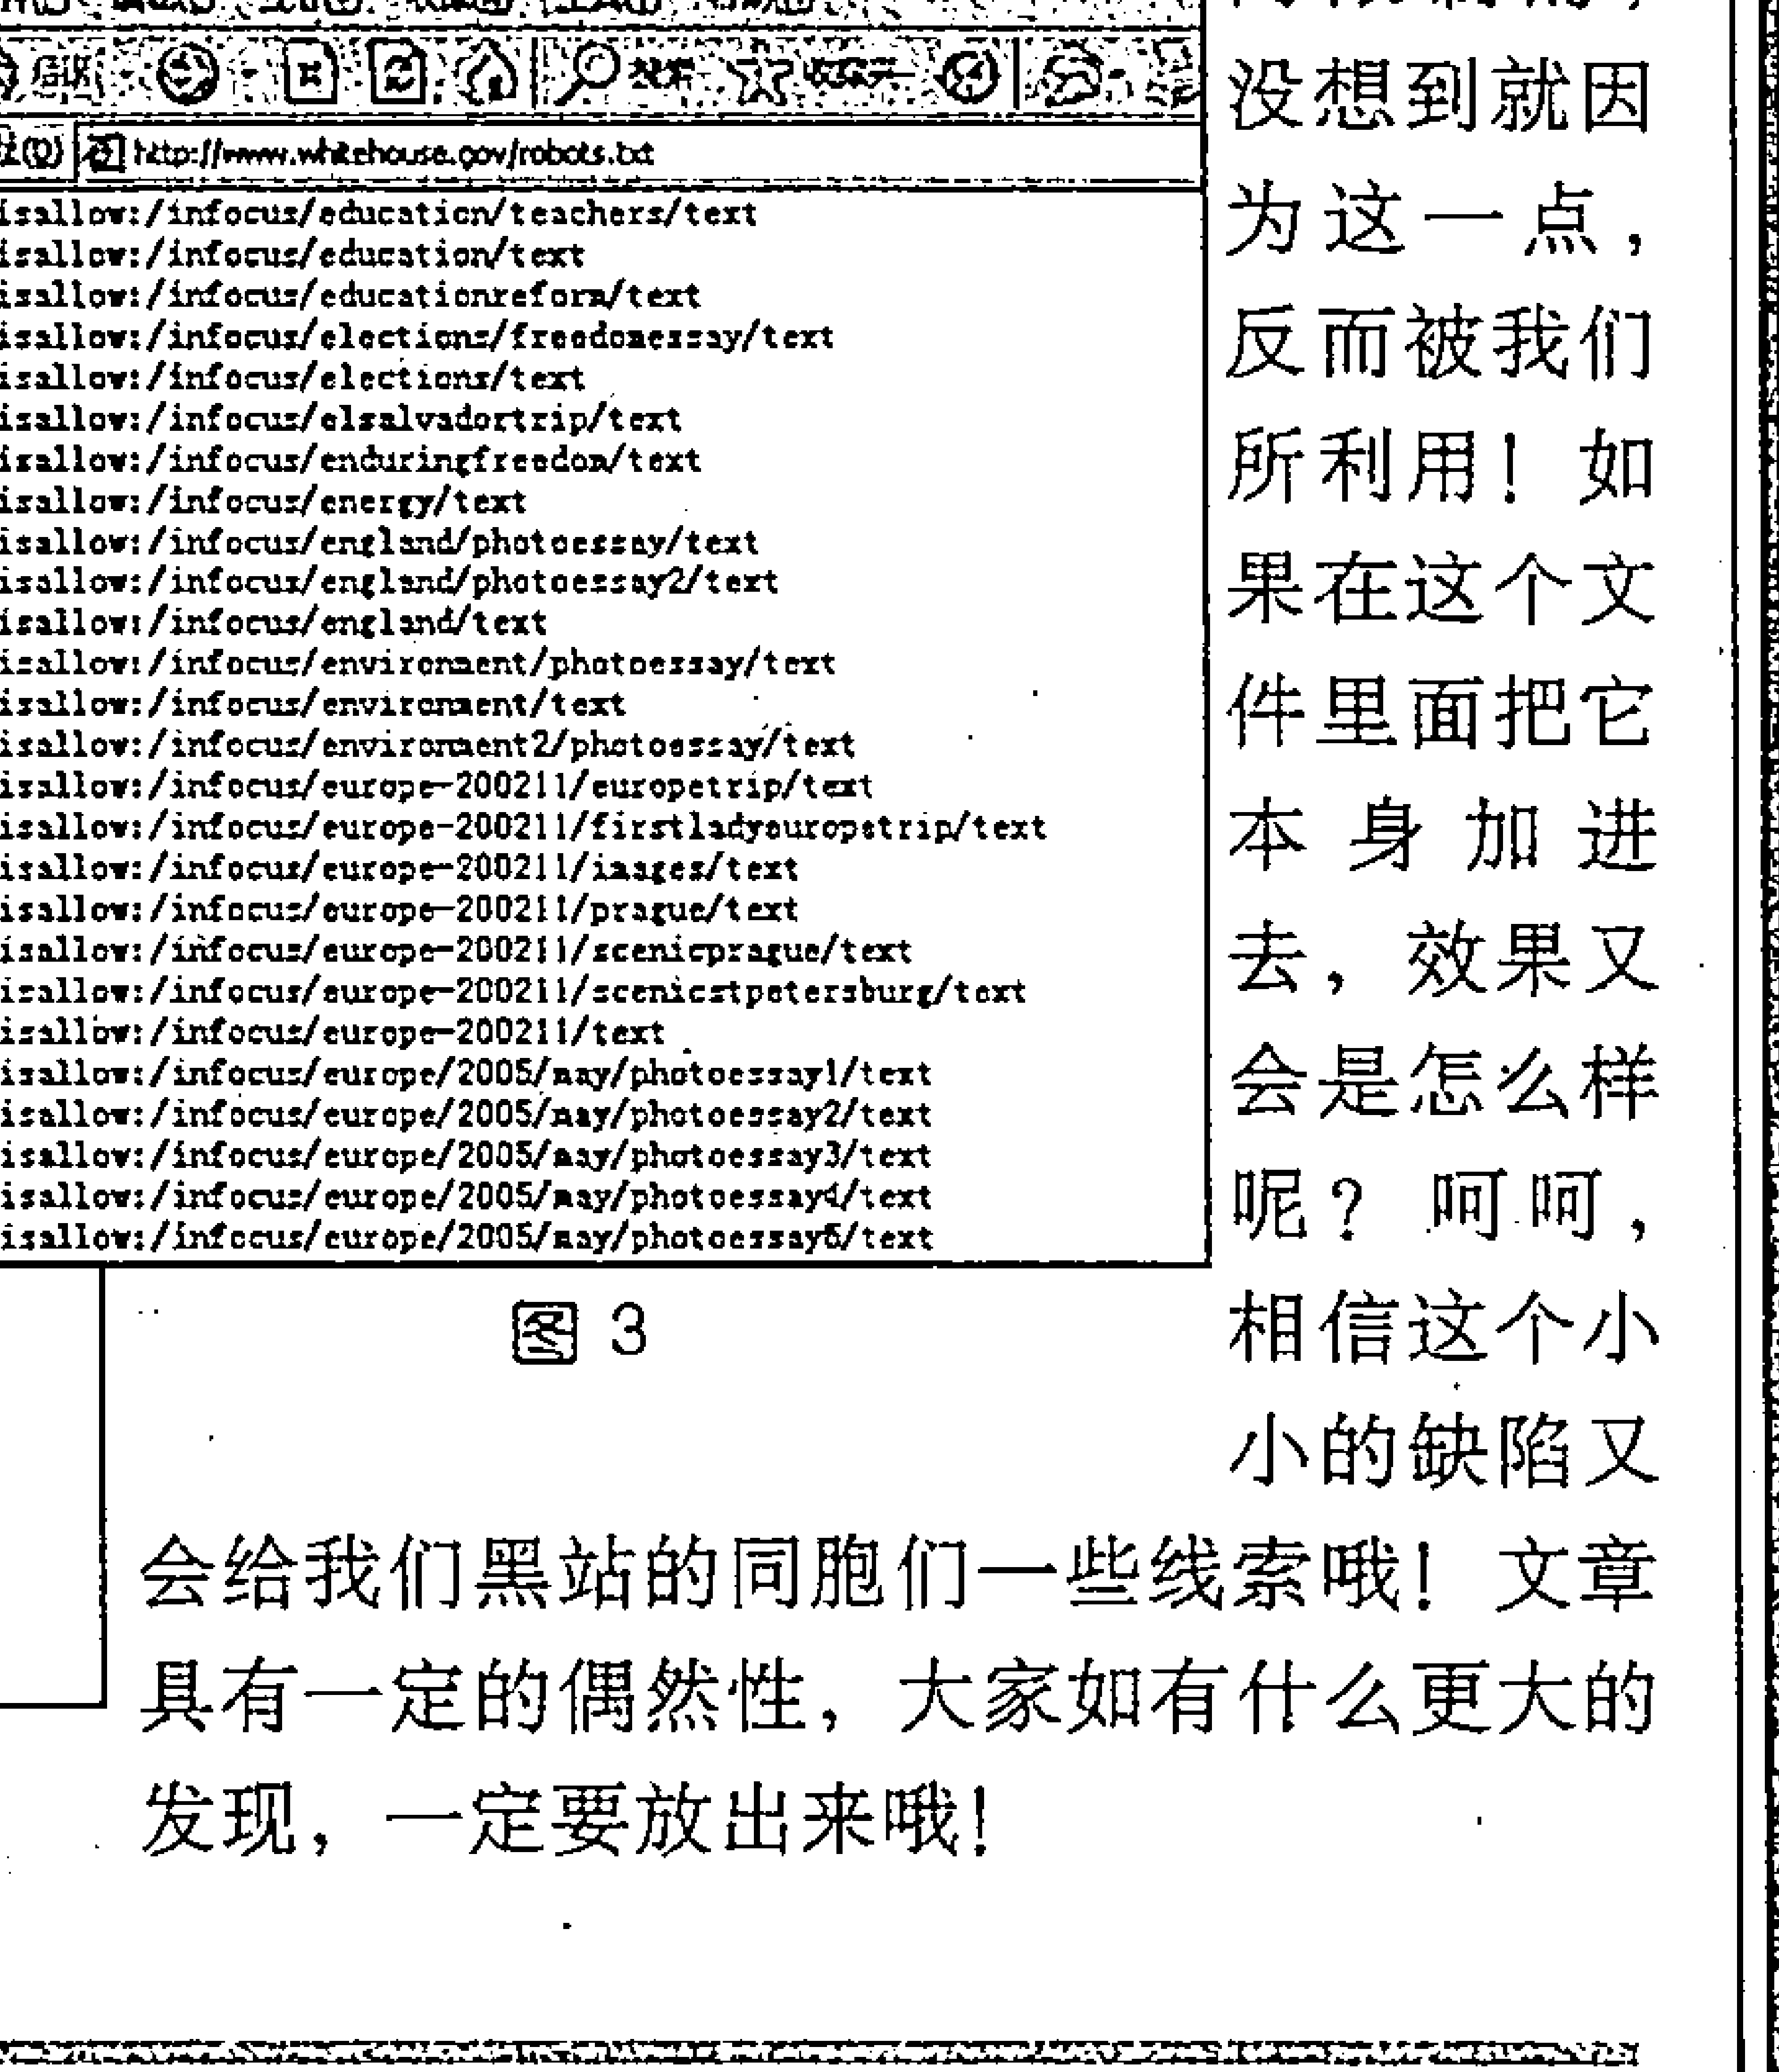 http://www.whitehouse.gov/robots.txt
isallow:/infocus/education/teachers/text
isallow:/infocus/education/text
isallow:/infocus/educationreform/text
isallow:/infocus/elections/freedomessay/text
isallow:/infocus/elections/text
isallow:/infocus/elsalvadortrip/text
isallow:/infocus/enduringfreedom/text
isallow:/infocus/energy/text
isallow:/infocus/england/photoessay/text
isallow:/infocus/england/photoessay2/text
isallow:/infocus/england/text
isallow:/infocus/environment/photoessay/text
isallow:/infocus/environment/text
isallow:/infocus/environment2/photoessay/text
isallow:/infocus/europe-200211/europetrip/text
isallow:/infocus/europe-200211/firstladyeuropetrip/text
isallow:/infocus/europe-200211/images/text
isallow:/infocus/europe-200211/prague/text
isallow:/infocus/europe-200211/scenicprague/text
isallow:/infocus/europe-200211/scenicstpetersburg/text
isallow:/infocus/europe-200211/text
isallow:/infocus/europe/2005/may/photoessay1/text
isallow:/infocus/europe/2005/may/photoessay2/text
isallow:/infocus/europe/2005/may/photoessay3/text
isallow:/infocus/europe/2005/may/photoessay4/text
isallow:/infocus/europe/2005/may/photoessay5/text
图 3
没想到就因
为这一点，
反而被我们
所利用！如
果在这个文
件里面把它
本身加进
去，效果又
会是怎么样
呢？呵呵，
相信这个小
小的缺陷又
会给我们黑站的同胞们一些线索哦！文章
具有一定的偶然性，大家如有什么更大的
发现，一定要放出来哦！